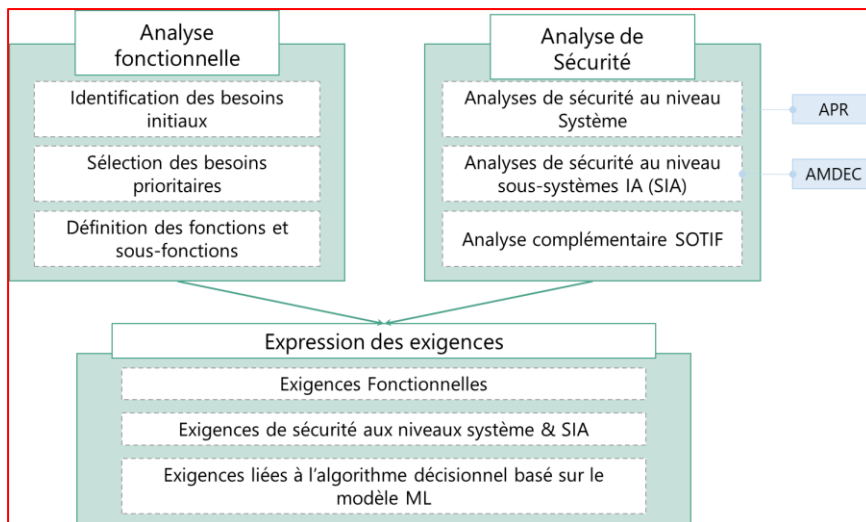 Analyse
fonctionnelle
Identification des besoins
initiaux
Sélection des besoins
prioritaires
Définition des fonctions et
sous-fonctions
Analyse de
Sécurité
Analyses de sécurité au niveau
Système
Analyses de sécurité au niveau
sous-systèmes IA (SIA)
Analyse complémentaire SOTIF
APR
AMDEC
Expression des exigences
Exigences Fonctionnelles
Exigences de sécurité aux niveaux système & SIA
Exigences liées à l'algorithme décisionnel basé sur le
modèle ML